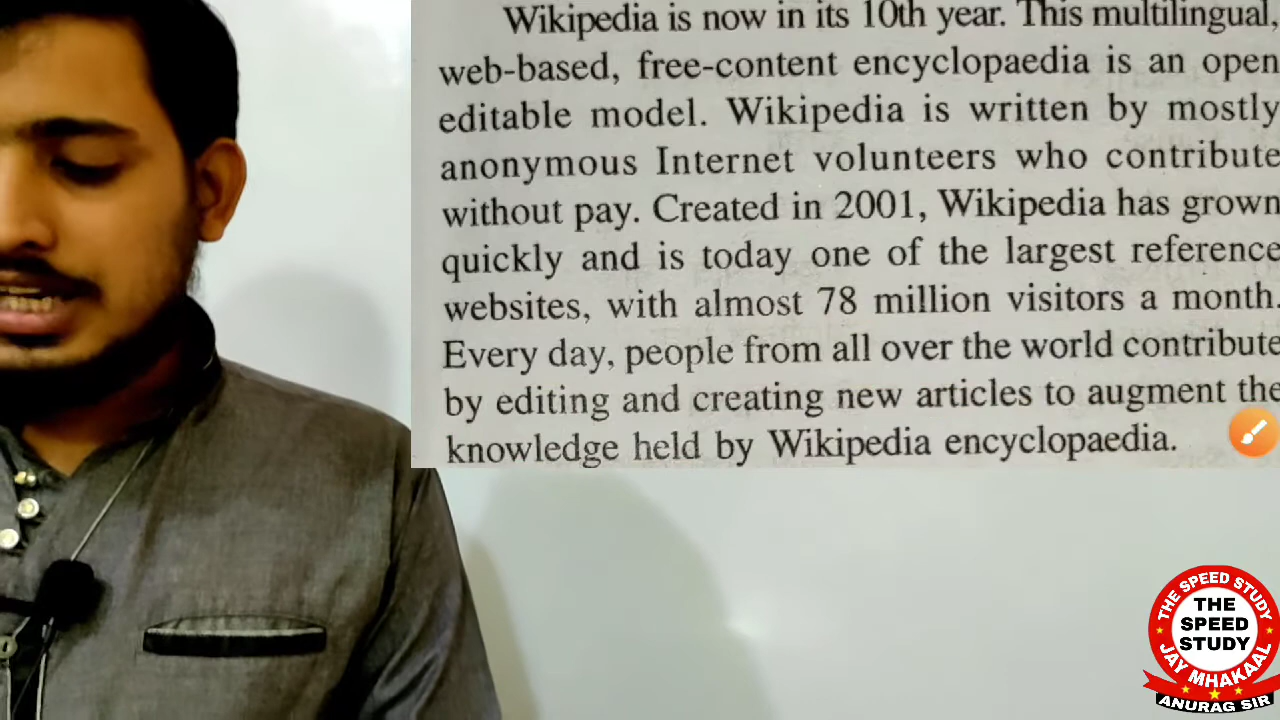 Wikipedia is now in its 10th year. This multilingual,
web-based, free-content encyclopaedia is an open
editable model. Wikipedia is written by mostly
anonymous Internet volunteers who contribute
without pay. Created in 2001, Wikipedia has grown
quickly and is today one of the largest reference
websites, with almost 78 million visitors a month.
Every day, people from all over the world contribute
by editing and creating new articles to augment the
knowledge held by Wikipedia encyclopaedia.
THE SPEED STUDY
THE
SPEED
STUDY
JAY MHAKAAL
ANURAG SIR